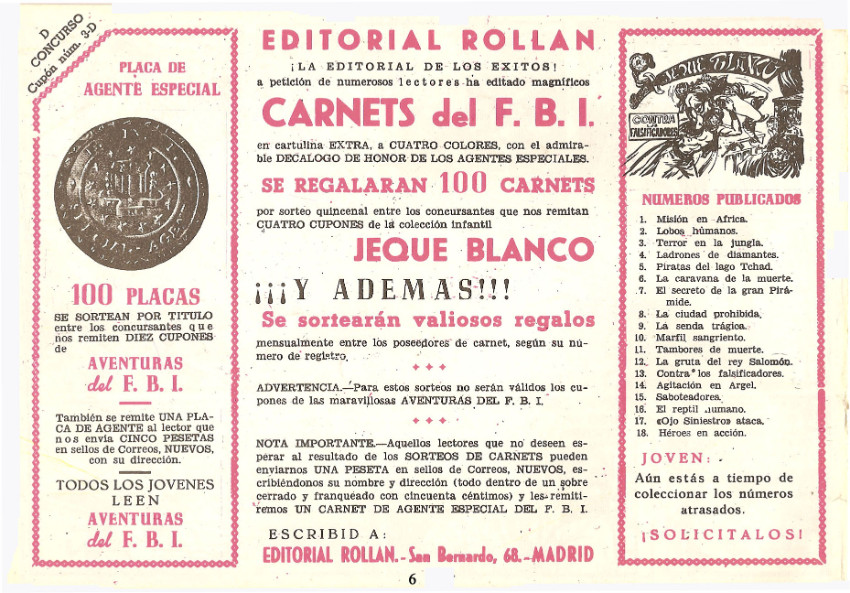 D
CONCURSO
Cupón núm. 3-D
PLACA DE
AGENTE ESPECIAL
100 PLACAS
SE SORTEAN POR TITULO
entre los concursantes que
nos remiten DIEZ CUPONES
de
AVENTURAS
del F. B. I.
También se remite UNA PLA-
CA DE AGENTE al lector que
nos envía CINCO PESETAS
en sellos de Correos, NUEVOS,
con su dirección.
TODOS LOS JOVENES
LEEN
AVENTURAS
del F. B. I.
EDITORIAL ROLLAN
¡LA EDITORIAL DE LOS EXITOS!
a petición de numerosos lectores ha editado magníficos
CARNETS del F. B. I.
en cartulina EXTRA, a CUATRO COLORES, con el admira-
ble DECALOGO DE HONOR DE LOS AGENTES ESPECIALES.
SE REGALARAN 100 CARNETS
por sorteo quincenal entre los concursantes que nos remitan
CUATRO CUPONES de la colección infantil
JEQUE BLANCO
¡¡¡Y ADEMAS!!!
Se sortearán valiosos regalos
mensualmente entre los poseedores de carnet, según su nú-
mero de registro.
ADVERTENCIA.—Para estos sorteos no serán válidos los cu-
pones de las maravillosas AVENTURAS DEL F. B. I.
NOTA IMPORTANTE.—Aquellos lectores que no deseen es-
perar al resultado de los SORTEOS DE CARNETS pueden
enviarnos UNA PESETA en sellos de Correos, NUEVOS, es-
cribiéndonos su nombre y dirección (todo dentro de un sobre
cerrado y franqueado con cincuenta céntimos) y les remiti-
remos UN CARNET DE AGENTE ESPECIAL DEL F. B. I.
ESCRIBID A:
EDITORIAL ROLLAN.- San Bernardo, 68.-MADRID
JEQUE BLANCO
CONTRA
LOS
FALSIFICADORES
NUMEROS PUBLICADOS
1. Misión en Africa.
2. Lobos humanos.
3. Terror en la jungla.
4. Ladrones de diamantes.
5. Piratas del lago Tchad.
6. La caravana de la muerte.
7. El secreto de la gran Pirá-
mide.
8. La ciudad prohibida.
9. La senda trágica.
10. Marfil sangriento.
11. Tambores de muerte.
12. La gruta del rey Salomón.
13. Contra los falsificadores.
14. Agitación en Argel.
15. Saboteadores.
16. El reptil humano.
17. «Ojo Siniestro» ataca.
18. Héroes en acción.
JOVEN:
Aún estás a tiempo de
coleccionar los números
atrasados.
¡SOLICITALOS!
6